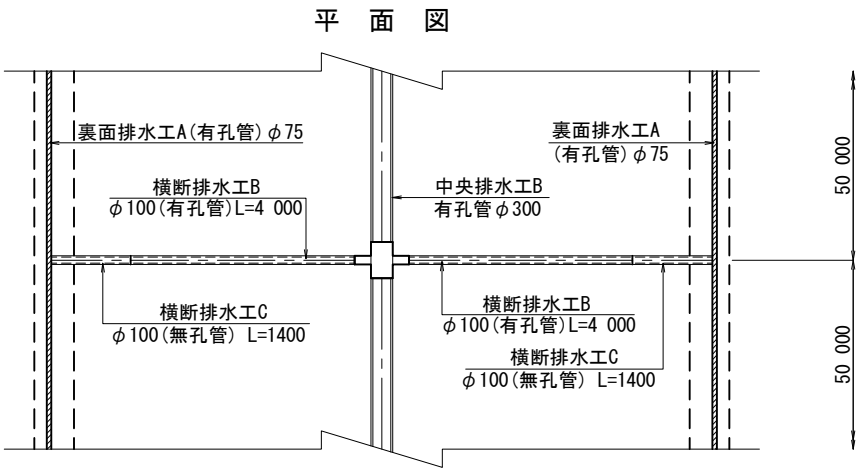 平 面 図
裏面排水工A(有孔管)φ75
裏面排水工A
(有孔管)φ75
横断排水工B
φ100(有孔管)L=4 000
中央排水工B
有孔管φ300
50 000
横断排水工C
φ100(無孔管) L=1400
横断排水工B
φ100(有孔管)L=4 000
横断排水工C
φ100(無孔管) L=1400
50 000